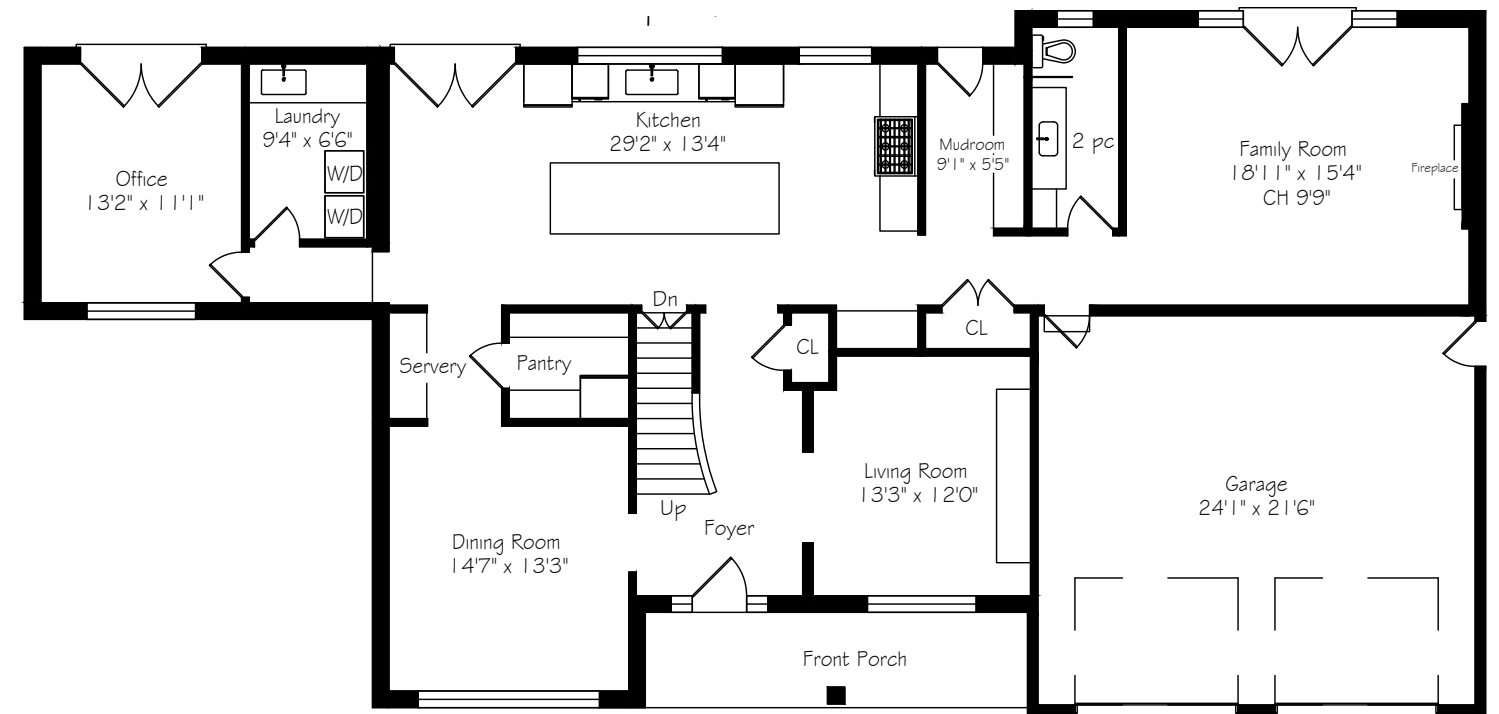 Office
13'2" x 11'1"
Laundry
9'4" x 6'6"
W/D
W/D
Kitchen
29'2" x 13'4"
Mudroom
9'1" x 5'5"
2 pc
Family Room
18'11" x 15'4"
CH 9'9"
Fireplace
Dn
Servery
Pantry
CL
CL
Up
Foyer
Dining Room
14'7" x 13'3"
Living Room
13'3" x 12'0"
Garage
24'1" x 21'6"
Front Porch